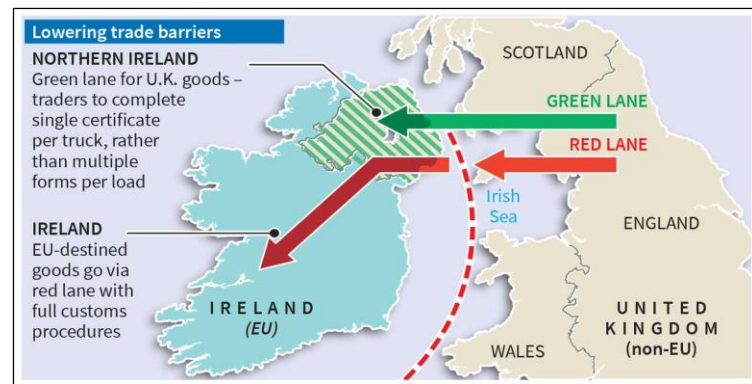 Lowering trade barriers
NORTHERN IRELAND
Green lane for U.K. goods –
traders to complete
single certificate
per truck, rather
than multiple
forms per load
IRELAND
EU-destined
goods go via
red lane with
full customs
procedures
SCOTLAND
GREEN LANE
RED LANE
Irish
Sea
ENGLAND
IRELAND
(EU)
WALES
UNITED
KINGDOM
(non-EU)